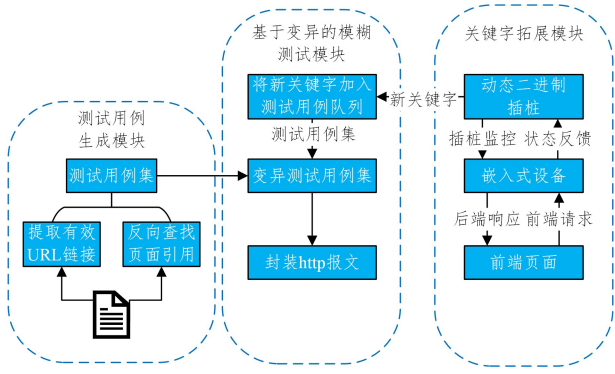 测试用例
生成模块
测试用例集
提取有效
URL链接
反向查找
页面引用
基于变异的模糊
测试模块
将新关键字加入
测试用例队列
测试用例集
变异测试用例集
封装http报文
新关键字
关键字拓展模块
动态二进制
插桩
插桩监控 状态反馈
嵌入式设备
后端响应 前端请求
前端页面